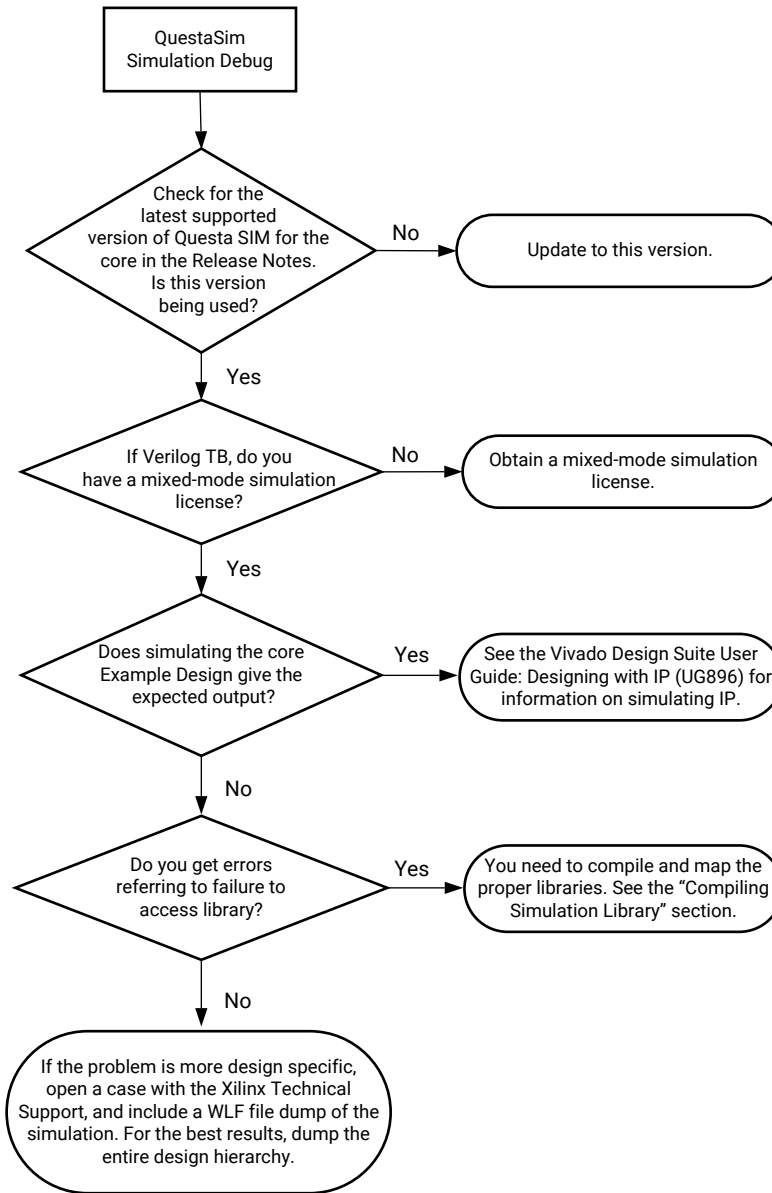 QuestaSim
Simulation Debug
Check for the
latest supported
version of Questa SIM for the
core in the Release Notes.
Is this version
being used?
No
Update to this version.
Yes
If Verilog TB, do you
have a mixed-mode simulation
license?
No
Obtain a mixed-mode simulation
license.
Yes
Does simulating the core
Example Design give the
expected output?
Yes
See the Vivado Design Suite User
Guide: Designing with IP (UG896) for
information on simulating IP.
No
Do you get errors
referring to failure to
access library?
Yes
You need to compile and map the
proper libraries. See the “Compiling
Simulation Library” section.
No
If the problem is more design specific,
open a case with the Xilinx Technical
Support, and include a WLF file dump of the
simulation. For the best results, dump the
entire design hierarchy.